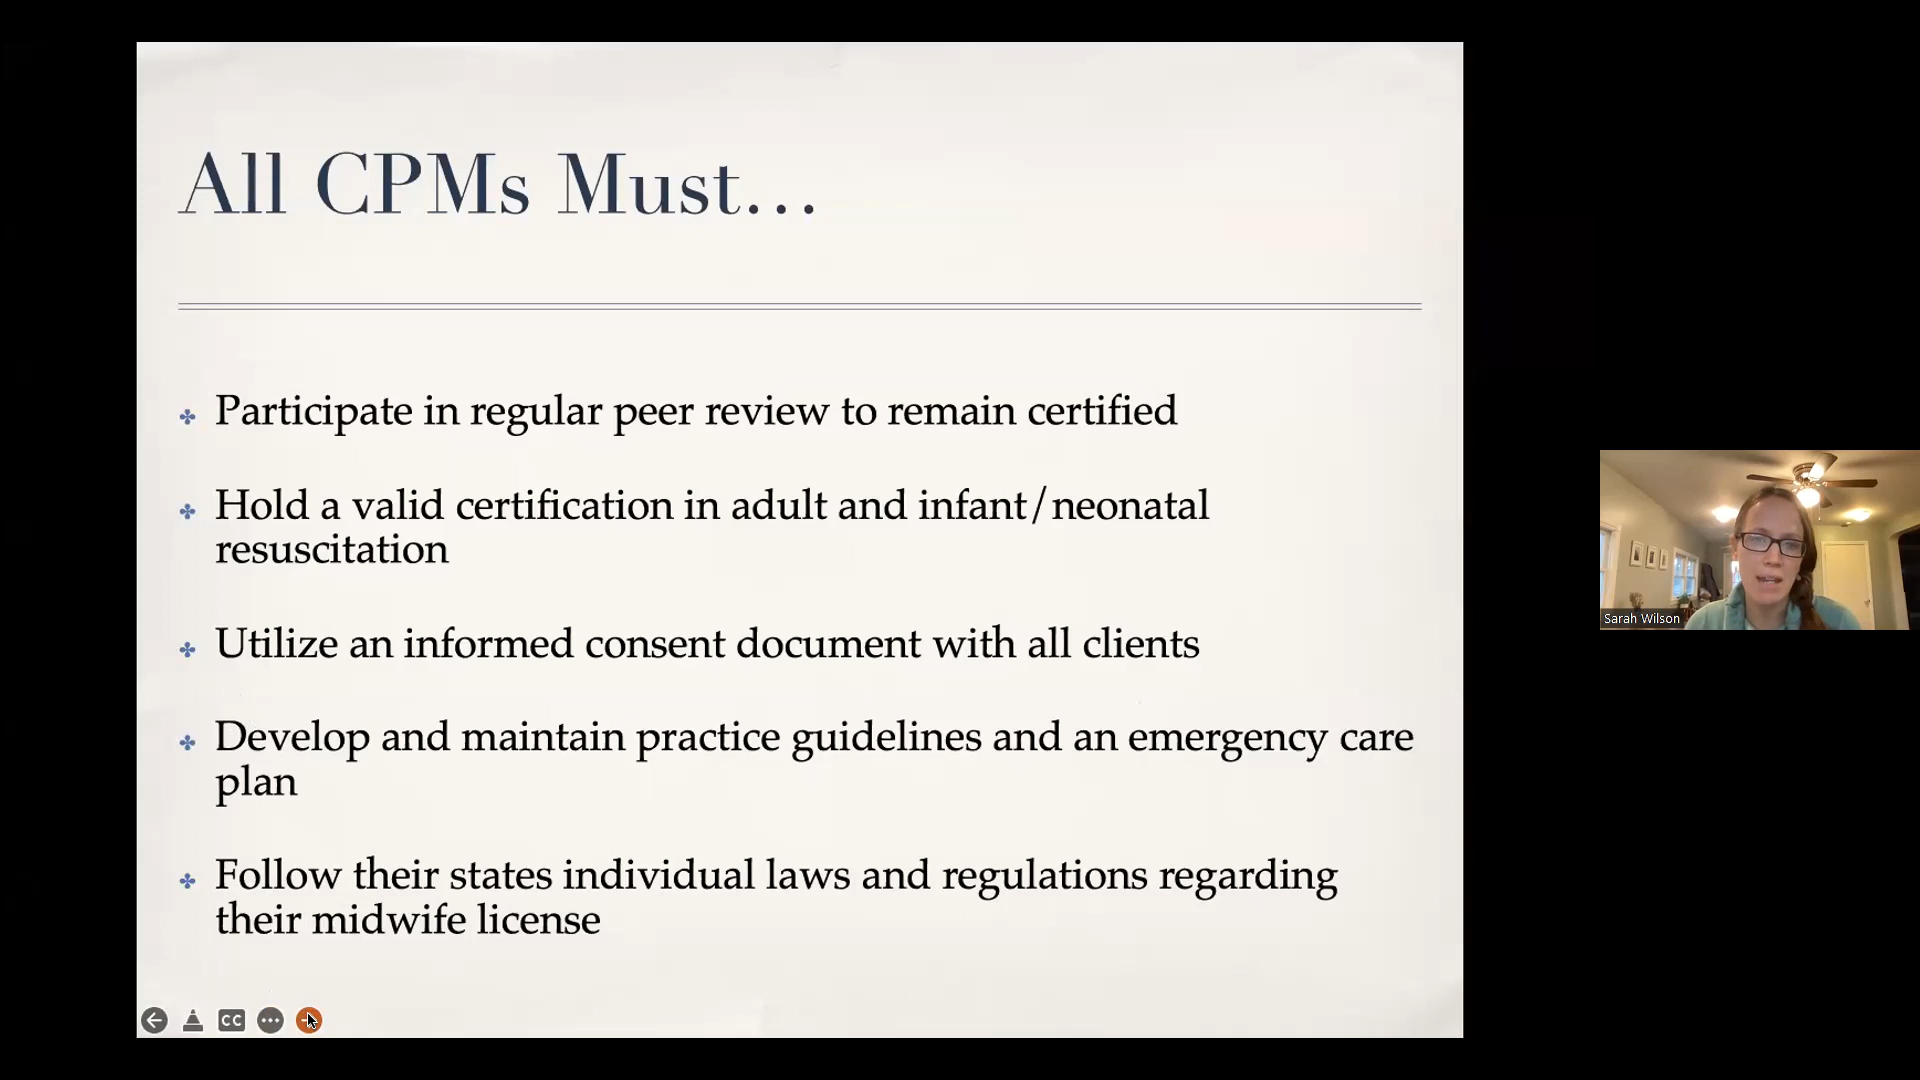 All CPMs Must...
Participate in regular peer review to remain certified
Hold a valid certification in adult and infant/neonatal
resuscitation
Utilize an informed consent document with all clients
Develop and maintain practice guidelines and an emergency care
plan
Follow their states individual laws and regulations regarding
their midwife license
CC
Sarah Wilson